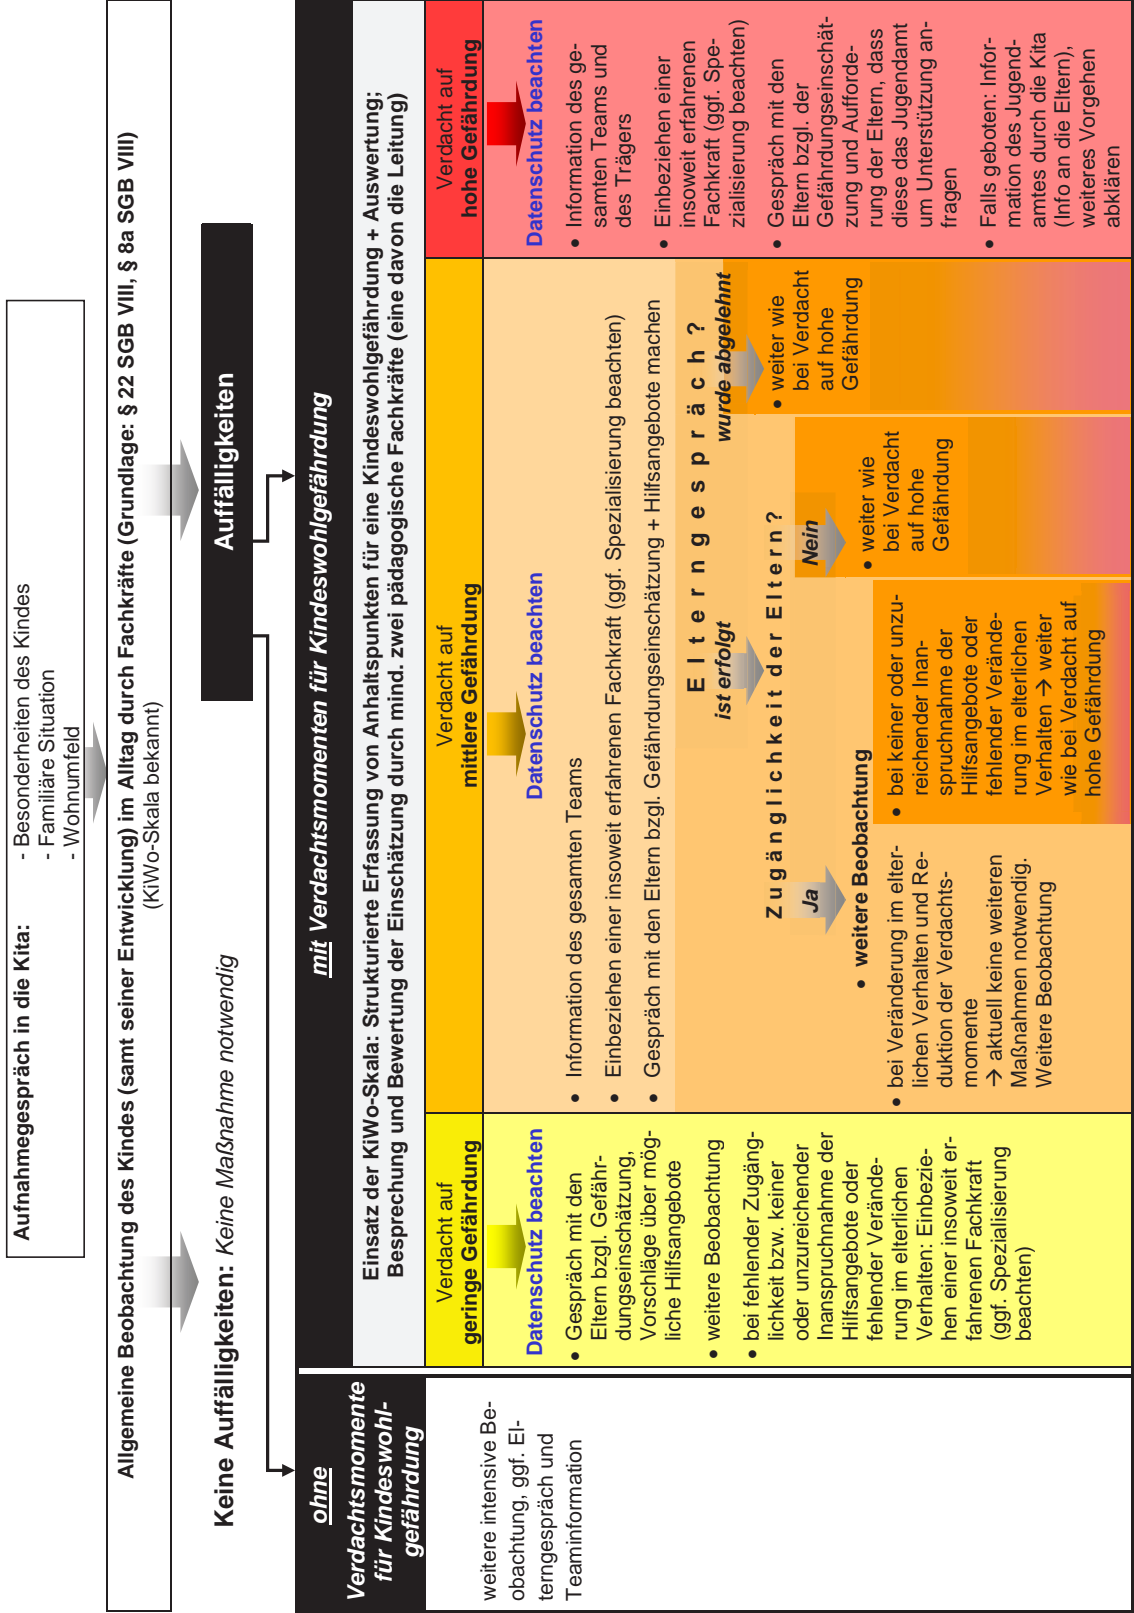 Aufnahmegespräch in die Kita:
- Besonderheiten des Kindes
- Familiäre Situation
- Wohnumfeld
Allgemeine Beobachtung des Kindes (samt seiner Entwicklung) im Alltag durch Fachkräfte (Grundlage: § 22 SGB VIII, § 8a SGB VIII)
(KiWo-Skala bekannt)
Keine Auffälligkeiten: Keine Maßnahme notwendig
Auffälligkeiten
ohne
Verdachtsmomente
für Kindeswohl-
gefährdung
weitere intensive Be-
obachtung, ggf. El-
terngespräch und
Teaminformation
mit Verdachtsmomenten für Kindeswohlgefährdung
Einsatz der KiWo-Skala: Strukturierte Erfassung von Anhaltspunkten für eine Kindeswohlgefährdung + Auswertung;
Besprechung und Bewertung der Einschätzung durch mind. zwei pädagogische Fachkräfte (eine davon die Leitung)
Verdacht auf
geringe Gefährdung
Datenschutz beachten
• Gespräch mit den
Eltern bzgl. Gefähr-
dungseinschätzung,
Vorschläge über mög-
liche Hilfsangebote
• weitere Beobachtung
• bei fehlender Zugäng-
lichkeit bzw. keiner
oder unzureichender
Inanspruchnahme der
Hilfsangebote oder
fehlender Verände-
rung im elterlichen
Verhalten: Einbezie-
hen einer insoweit er-
fahrenen Fachkraft
(ggf. Spezialisierung
beachten)
Verdacht auf
mittlere Gefährdung
Datenschutz beachten
• Information des gesamten Teams
• Einbeziehen einer insoweit erfahrenen Fachkraft (ggf. Spezialisierung beachten)
• Gespräch mit den Eltern bzgl. Gefährdungseinschätzung + Hilfsangebote machen
Elterngespräch?
ist erfolgt
wurde abgelehnt
Zugänglichkeit der Eltern?
• weiter wie
bei Verdacht
auf hohe
Gefährdung
Ja
Nein
• weitere Beobachtung
• weiter wie
bei Verdacht
auf hohe
Gefährdung
• bei Veränderung im elter-
lichen Verhalten und Re-
duktion der Verdachts-
momente
→ aktuell keine weiteren
Maßnahmen notwendig.
Weitere Beobachtung
• bei keiner oder unzu-
reichender Inan-
spruchnahme der
Hilfsangebote oder
fehlender Verände-
rung im elterlichen
Verhalten → weiter
wie bei Verdacht auf
hohe Gefährdung
Verdacht auf
hohe Gefährdung
Datenschutz beachten
• Information des ge-
samten Teams und
des Trägers
• Einbeziehen einer
insoweit erfahrenen
Fachkraft (ggf. Spe-
zialisierung beachten)
• Gespräch mit den
Eltern bzgl. der
Gefährdungseinschät-
zung und Aufforde-
rung der Eltern, dass
diese das Jugendamt
um Unterstützung an-
fragen
• Falls geboten: Infor-
mation des Jugend-
amtes durch die Kita
(Info an die Eltern),
weiteres Vorgehen
abklären